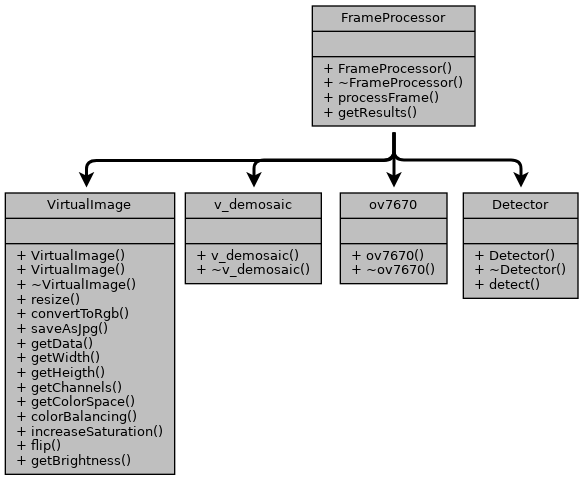 FrameProcessor
+ FrameProcessor()
+ ~FrameProcessor()
+ processFrame()
+ getResults()
VirtualImage
+ VirtualImage()
+ VirtualImage()
+ ~VirtualImage()
+ resize()
+ convertToRgb()
+ saveAsJpg()
+ getData()
+ getWidth()
+ getHeigth()
+ getChannels()
+ getColorSpace()
+ colorBalancing()
+ increaseSaturation()
+ flip()
+ getBrightness()
v_demosaic
+ v_demosaic()
+ ~v_demosaic()
ov7670
+ ov7670()
+ ~ov7670()
Detector
+ Detector()
+ ~Detector()
+ detect()